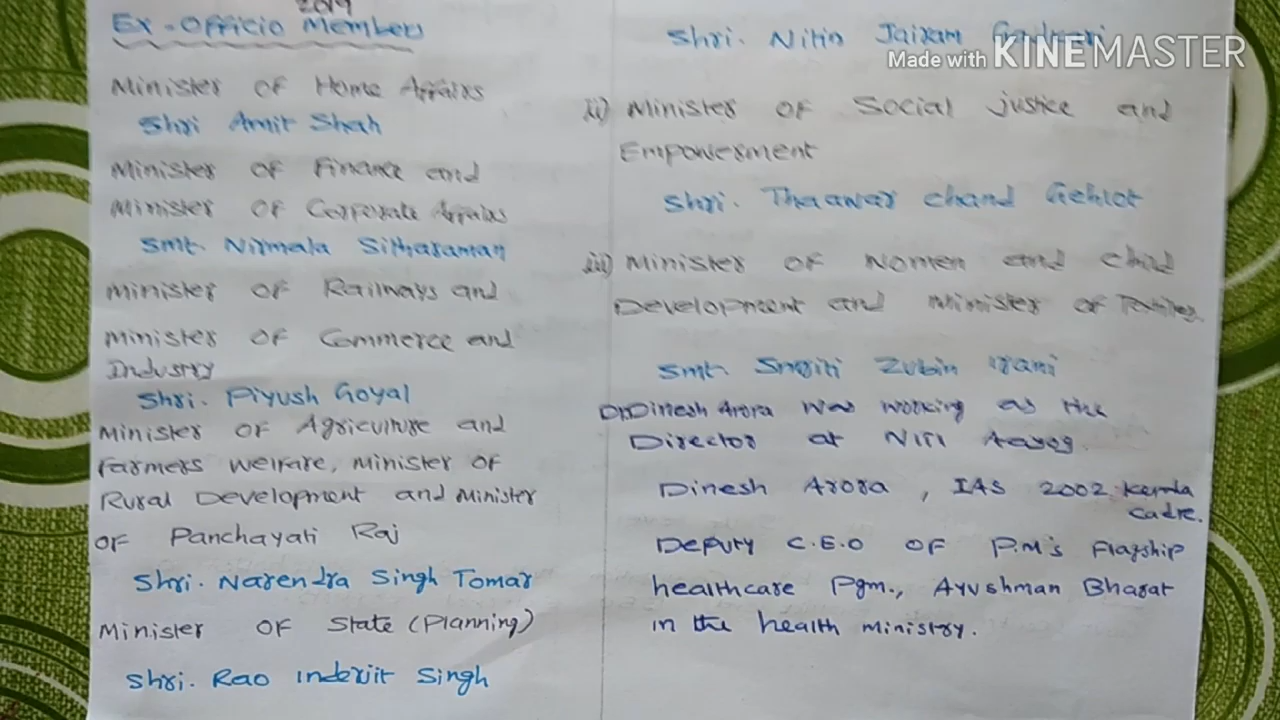 2019
Ex-Officio Members
Minister of Home Affairs
Shri Amit Shah
Minister of Finance and
Minister of Corporate Affairs
Smt. Nirmala Sitharaman
Minister of Railways and
Minister of Commerce and
Industry
Shri. Piyush Goyal
Minister of Agriculture and
Farmers Welfare, Minister of
Rural Development and Minister
of Panchayati Raj
Shri. Narendra Singh Tomar
Minister of State (Planning)
Shri. Rao Inderjit Singh
Shri. Nitin Jairam Gadkari
Made with KINEMASTER
ii) Minister of Social justice and
Empowerment
Shri. Thaawar chand Gehlot
iii) Minister of Women and Child
Development and Minister of Textiles.
Smt. Smriti Zubin Irani
Dr. Dinesh Arora was working as the
Director at NITI Aayog.
Dinesh Arora, IAS 2002 Kerala
cadre.
Deputy C.E.O of P.M's Flagship
healthcare Pgm., Ayushman Bharat
in the health ministry.